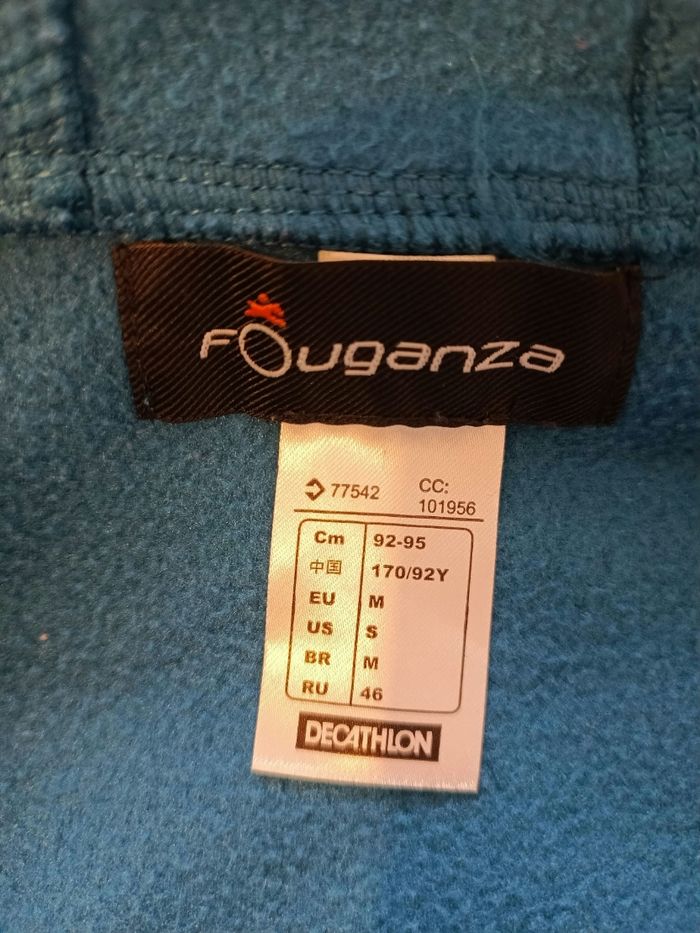 FOuganza
77542 CC:
101956
Cm 92-95
中国 170/92Y
EU M
US S
BR M
RU 46
DECATHLON